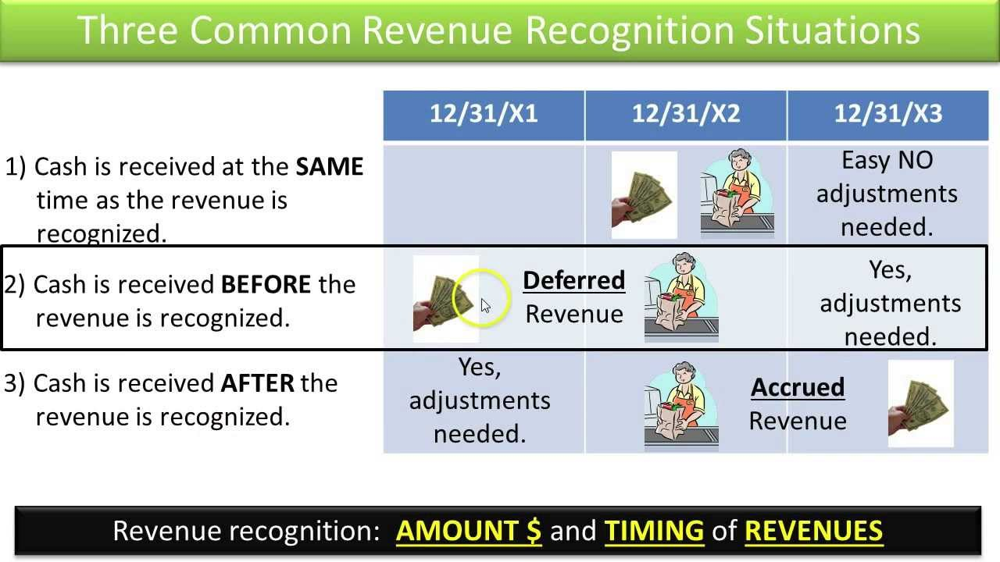 Three Common Revenue Recognition Situations
12/31/X1
12/31/X2
12/31/X3
1) Cash is received at the SAME
time as the revenue is
recognized.
Easy NO
adjustments
needed.
2) Cash is received BEFORE the
revenue is recognized.
Deferred
Revenue
Yes,
adjustments
needed.
3) Cash is received AFTER the
revenue is recognized.
Yes,
adjustments
needed.
Accrued
Revenue
Revenue recognition: AMOUNT $ and TIMING of REVENUES